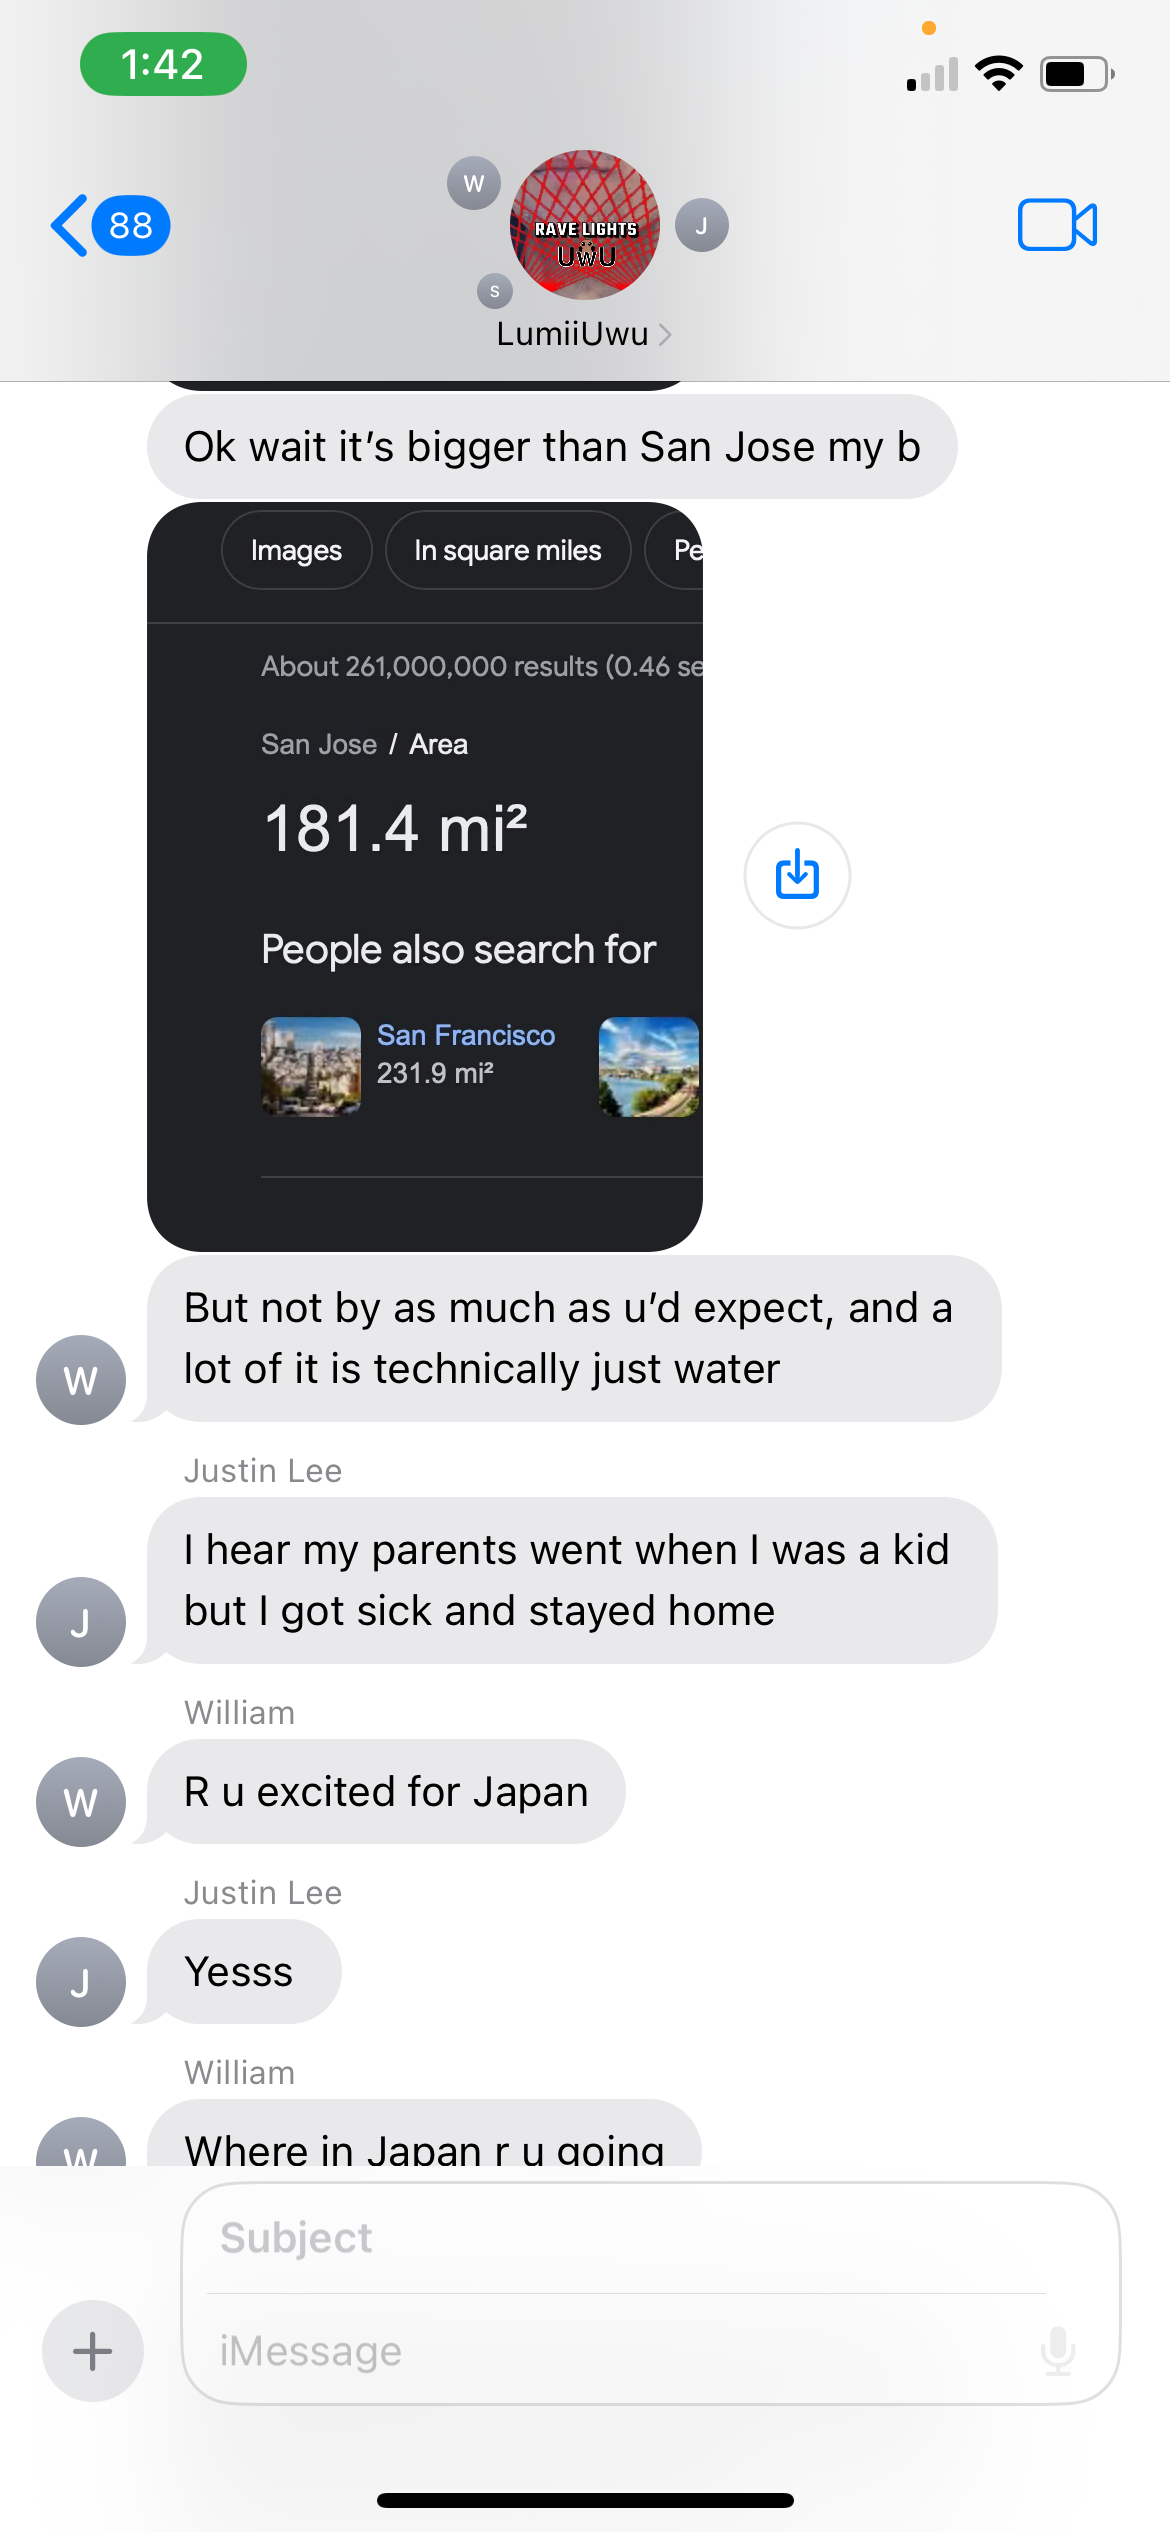 1:42
88
W
J
S
RAVE LIGHTS
UWU
LumiiUwu
Ok wait it’s bigger than San Jose my b
Images
In square miles
Pe
About 261,000,000 results (0.46 se
San Jose / Area
181.4 mi²
People also search for
San Francisco
231.9 mi²
But not by as much as u’d expect, and a
lot of it is technically just water
W
Justin Lee
I hear my parents went when I was a kid
but I got sick and stayed home
J
William
R u excited for Japan
W
Justin Lee
Yesss
J
William
Where in Japan r u going
W
Subject
iMessage